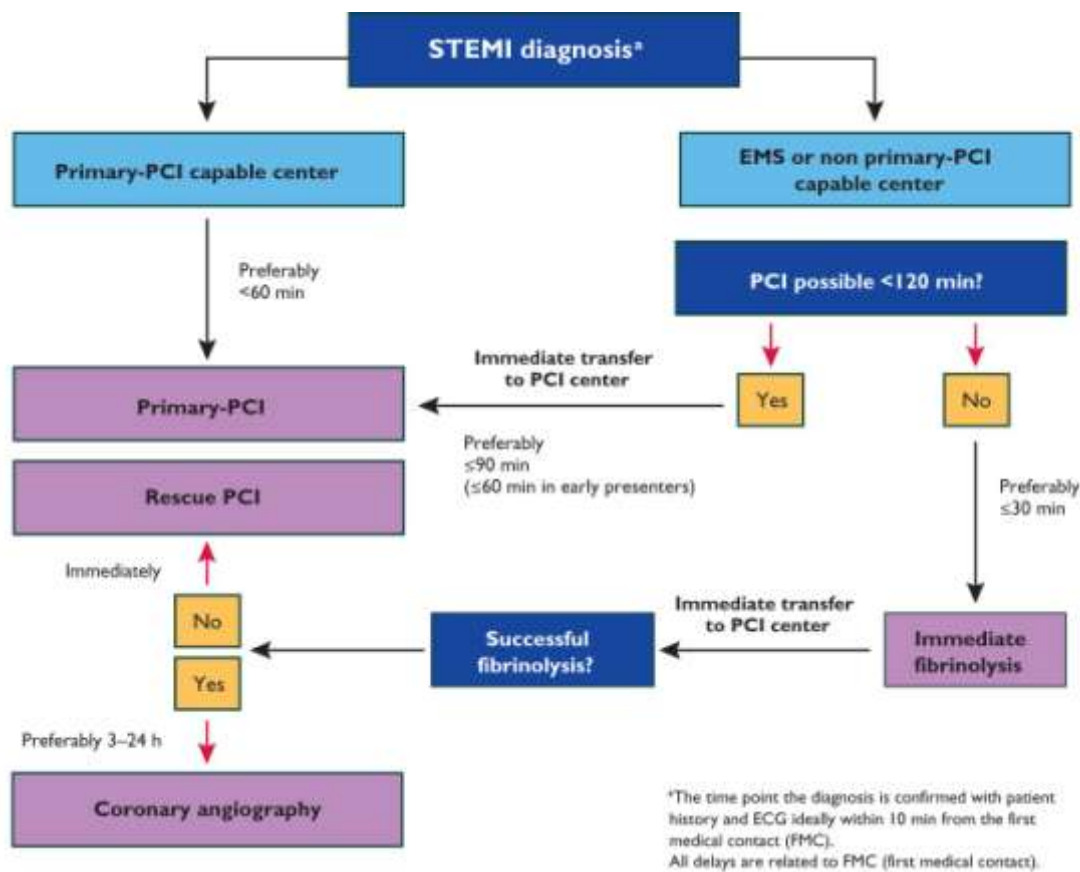 STEMI diagnosisª
Primary-PCI capable center
EMS or non primary-PCI
capable center
Preferably
<60 min
PCI possible <120 min?
Immediate transfer
to PCI center
Yes
No
Primary-PCI
Preferably
≤90 min
(≤60 min in early presenters)
Preferably
≤30 min
Rescue PCI
Immediately
No
Yes
Successful
fibrinolysis?
Immediate transfer
to PCI center
Immediate
fibrinolysis
Preferably 3–24 h
Coronary angiography
ªThe time point the diagnosis is confirmed with patient
history and ECG ideally within 10 min from the first
medical contact (FMC).
All delays are related to FMC (first medical contact).